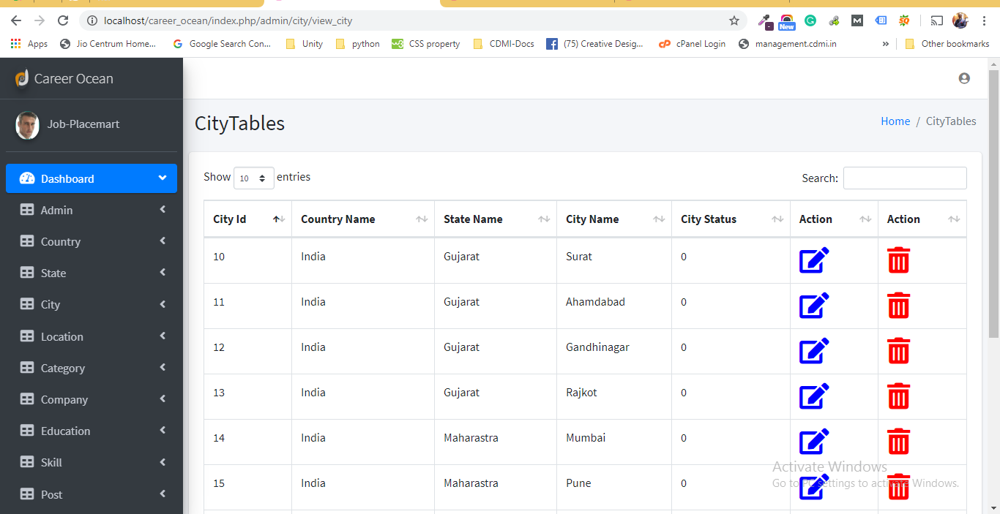 localhost/career_ocean/index.php/admin/city/view_city
New
Apps Jio Centrum Home... Google Search Con... Unity python CSS property CDMI-Docs (75) Creative Desig... cPanel Login management.cdmi.in » Other bookmarks
Career Ocean
Job-Placemart
Dashboard
Admin
Country
State
City
Location
Category
Company
Education
Skill
Post
CityTables
Home / CityTables
Show 10 entries
Search:
City Id Country Name State Name City Name City Status Action Action
10 India Gujarat Surat 0
11 India Gujarat Ahamdabad 0
12 India Gujarat Gandhinagar 0
13 India Gujarat Rajkot 0
14 India Maharastra Mumbai 0
15 India Maharastra Pune 0
Activate Windows
Go to PC settings to activate Windows.